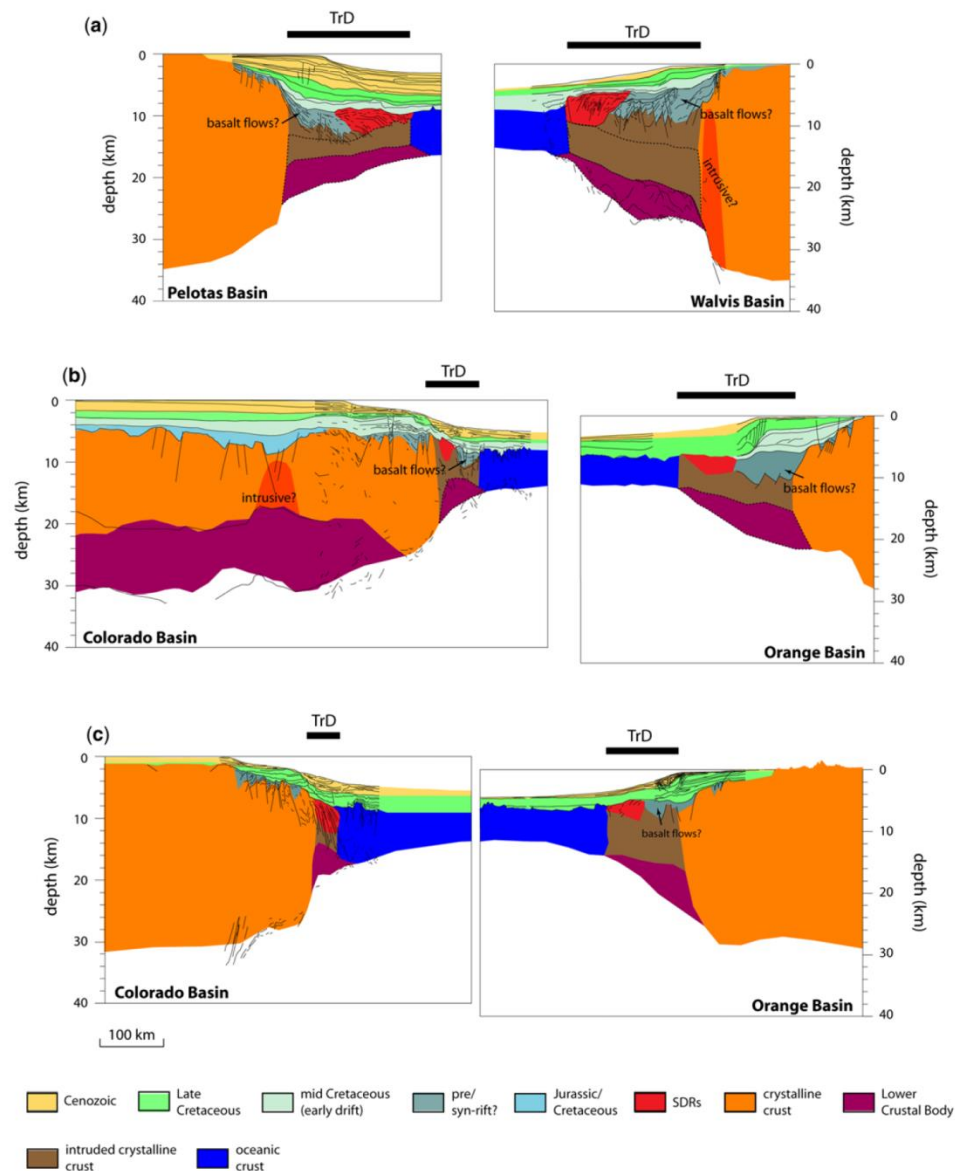 (a)
TrD
TrD
0
10
20
30
40
depth (km)
basalt flows?
Pelotas Basin
basalt flows?
intrusive?
Walvis Basin
0
10
20
30
40
depth (km)
(b)
TrD
TrD
0
10
20
30
40
depth (km)
basalt flows?
intrusive?
Colorado Basin
basalt flows?
Orange Basin
0
10
20
30
40
depth (km)
(c)
TrD
TrD
0
10
20
30
40
depth (km)
Colorado Basin
basalt flows?
Orange Basin
0
10
20
30
40
depth (km)
100 km
Cenozoic
Late
Cretaceous
mid Cretaceous
(early drift)
pre/
syn-rift?
Jurassic/
Cretaceous
SDRs
crystalline
crust
Lower
Crustal Body
intruded crystalline
crust
oceanic
crust